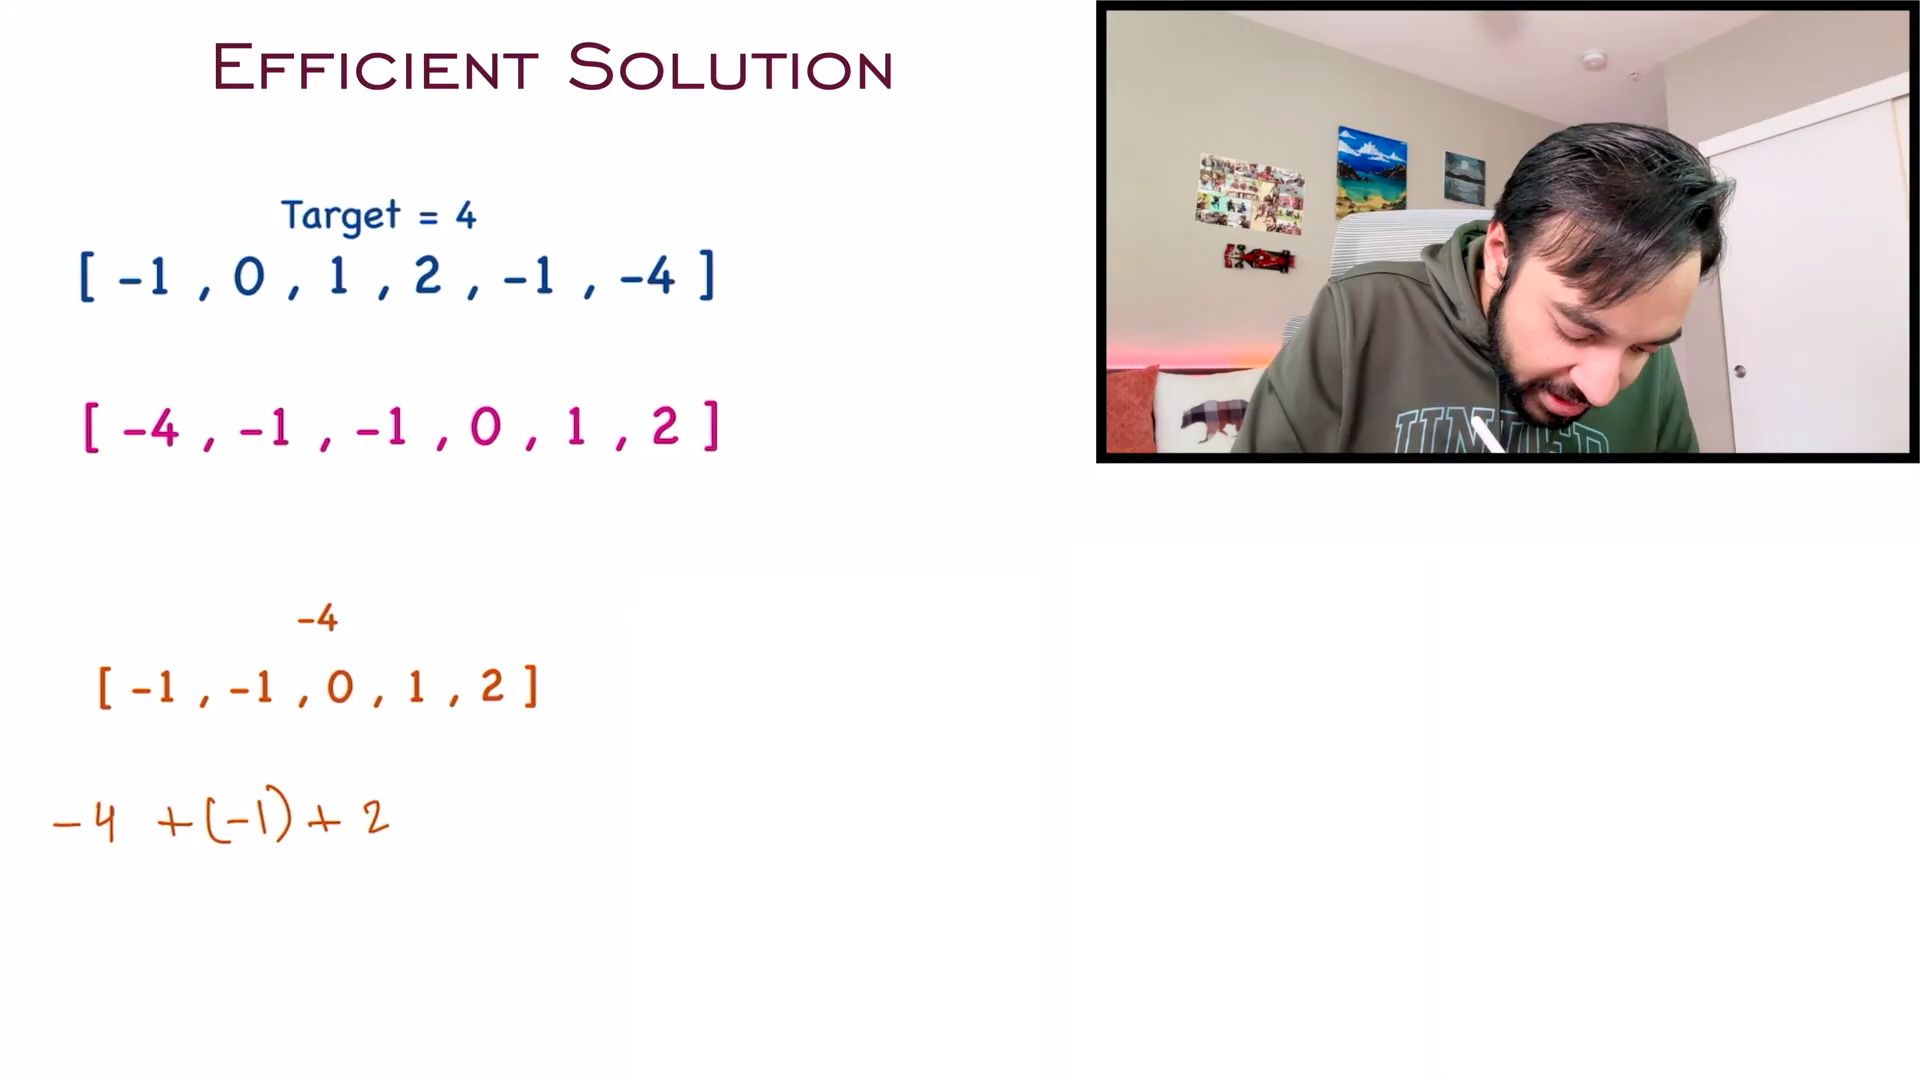 EFFICIENT SOLUTION
Target = 4
[ -1 , 0 , 1 , 2 , -1 , -4 ]
[ -4 , -1 , -1 , 0 , 1 , 2 ]
-4
[ -1 , -1 , 0 , 1 , 2 ]
-4 + (-1) + 2